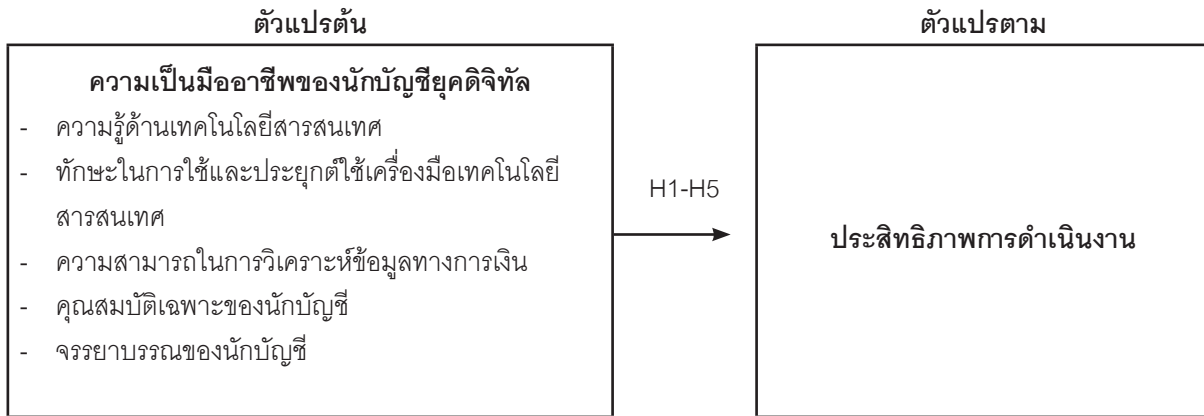 ตัวแปรต้น
ความเป็นมืออาชีพของนักบัญชียุคดิจิทัล
- ความรู้ด้านเทคโนโลยีสารสนเทศ
- ทักษะในการใช้และประยุกต์ใช้เครื่องมือเทคโนโลยี
สารสนเทศ
- ความสามารถในการวิเคราะห์ข้อมูลทางการเงิน
- คุณสมบัติเฉพาะของนักบัญชี
- จรรยาบรรณของนักบัญชี
H1-H5
ตัวแปรตาม
ประสิทธิภาพการดำเนินงาน